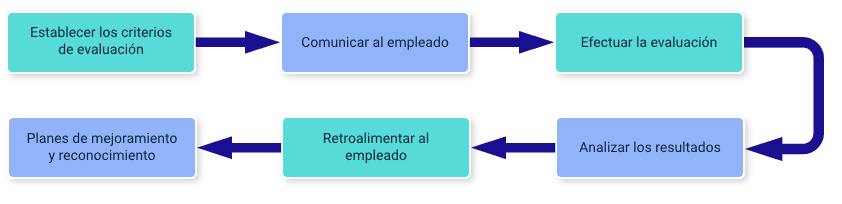 Establecer los criterios
de evaluación
Comunicar al empleado
Efectuar la evaluación
Analizar los resultados
Retroalimentar al
empleado
Planes de mejoramiento
y reconocimiento